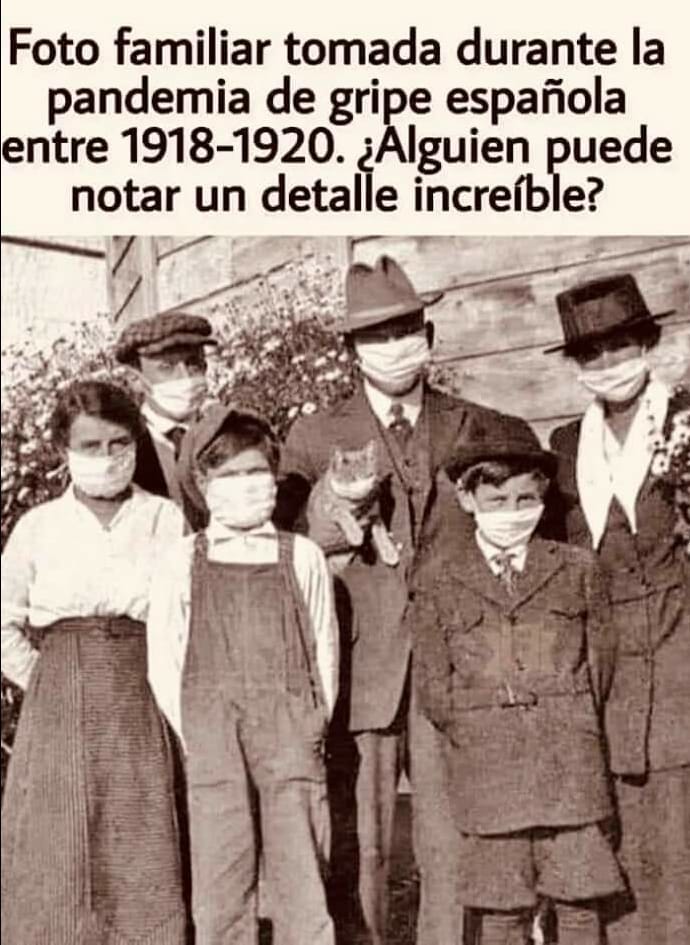 Foto familiar tomada durante la
pandemia de gripe española
entre 1918-1920. ¿Alguien puede
notar un detalle increíble?